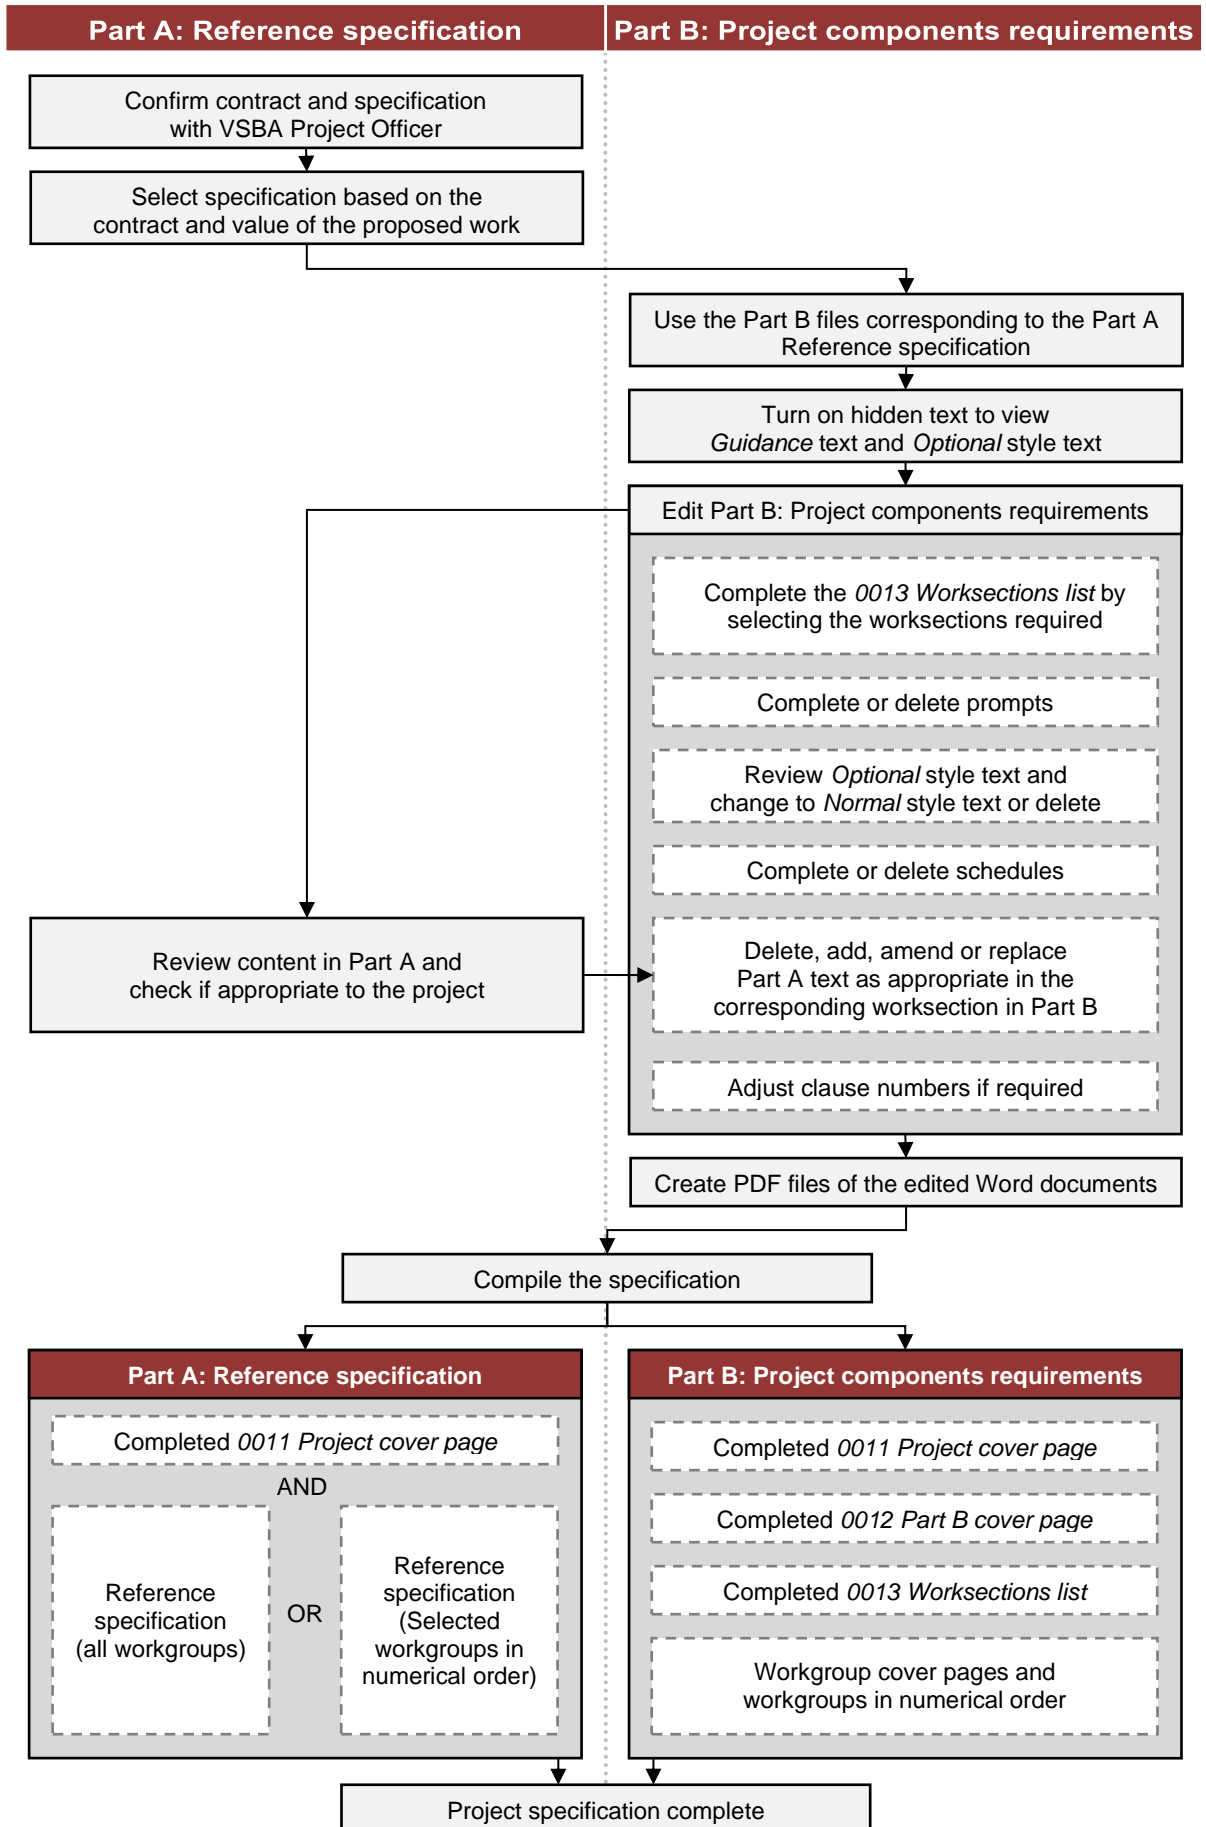 Part A: Reference specification
Part B: Project components requirements
Confirm contract and specification
with VSBA Project Officer
Select specification based on the
contract and value of the proposed work
Use the Part B files corresponding to the Part A
Reference specification
Turn on hidden text to view
Guidance text and Optional style text
Edit Part B: Project components requirements
Complete the 0013 Worksections list by
selecting the worksections required
Complete or delete prompts
Review Optional style text and
change to Normal style text or delete
Complete or delete schedules
Review content in Part A and
check if appropriate to the project
Delete, add, amend or replace
Part A text as appropriate in the
corresponding worksection in Part B
Adjust clause numbers if required
Create PDF files of the edited Word documents
Compile the specification
Part A: Reference specification
Completed 0011 Project cover page
AND
Reference
specification
(all workgroups)
OR
Reference
specification
(Selected
workgroups in
numerical order)
Part B: Project components requirements
Completed 0011 Project cover page
Completed 0012 Part B cover page
Completed 0013 Worksections list
Workgroup cover pages and
workgroups in numerical order
Project specification complete